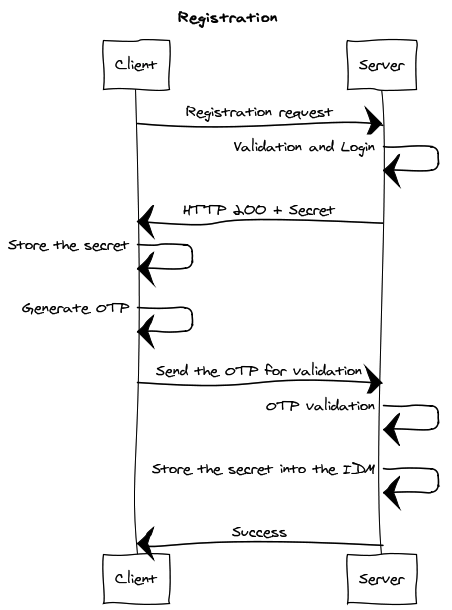 Registration
Client
Server
Registration request
Validation and Login
HTTP 200 + Secret
Store the secret
Generate OTP
Send the OTP for validation
OTP validation
Store the secret into the IDM
Success
Client
Server